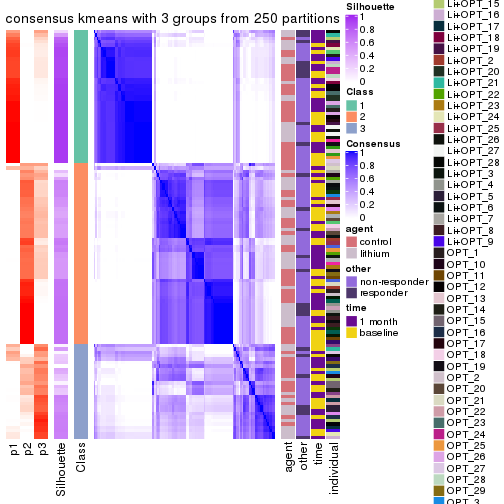 consensus kmeans with 3 groups from 250 partitions
p1
p2
p3
Silhouette
Class
agent
other
time
individual
Silhouette
1
0.8
0.6
0.4
0.2
0
Class
1
2
3
Consensus
1
0.8
0.6
0.4
0.2
0
agent
control
lithium
other
non-responder
responder
time
1 month
baseline
Li+OPT_15
Li+OPT_16
Li+OPT_17
Li+OPT_18
Li+OPT_19
Li+OPT_2
Li+OPT_20
Li+OPT_21
Li+OPT_22
Li+OPT_23
Li+OPT_24
Li+OPT_25
Li+OPT_26
Li+OPT_27
Li+OPT_28
Li+OPT_3
Li+OPT_4
Li+OPT_5
Li+OPT_6
Li+OPT_7
Li+OPT_8
Li+OPT_9
OPT_1
OPT_10
OPT_11
OPT_12
OPT_13
OPT_14
OPT_15
OPT_16
OPT_17
OPT_18
OPT_19
OPT_2
OPT_20
OPT_21
OPT_22
OPT_23
OPT_24
OPT_25
OPT_26
OPT_27
OPT_28
OPT_29
OPT_3